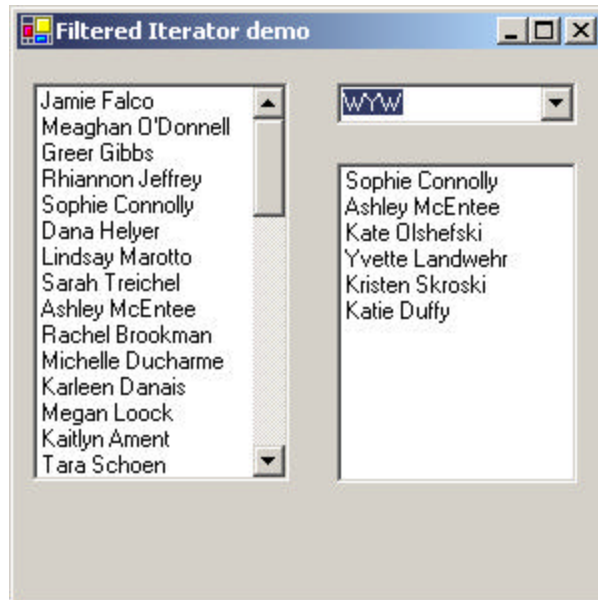 Filtered Iterator demo
Jamie Falco
Meaghan O'Donnell
Greer Gibbs
Rhiannon Jeffrey
Sophie Connolly
Dana Helyer
Lindsay Marotto
Sarah Treichel
Ashley McEntee
Rachel Brookman
Michelle Ducharme
Karleen Danais
Megan Loock
Kaitlyn Ament
Tara Schoen
WYW
Sophie Connolly
Ashley McEntee
Kate Olshefski
Yvette Landwehr
Kristen Skroski
Katie Duffy